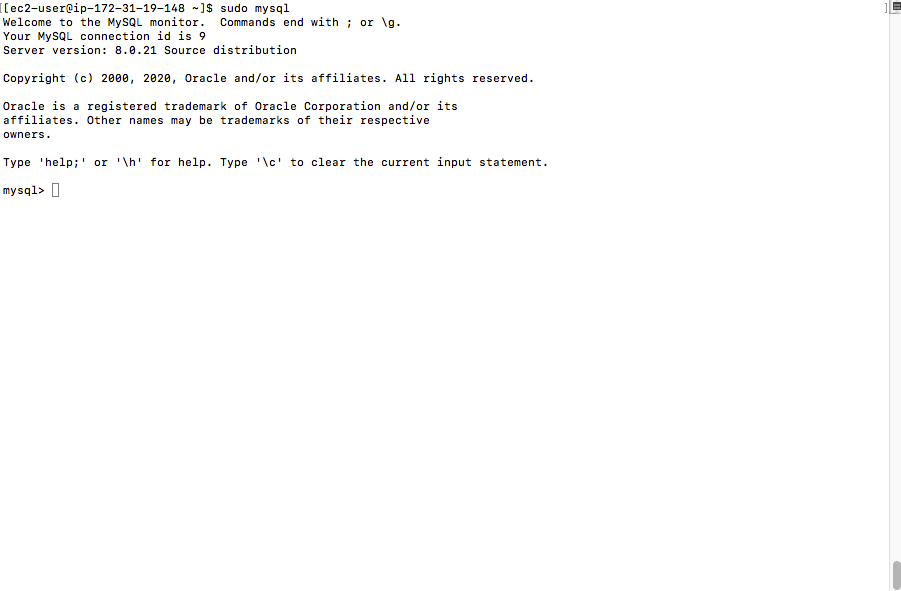 [[ec2-user@ip-172-31-19-148 ~]$ sudo mysql ]
Welcome to the MySQL monitor.  Commands end with ; or \g.
Your MySQL connection id is 9
Server version: 8.0.21 Source distribution

Copyright (c) 2000, 2020, Oracle and/or its affiliates. All rights reserved.

Oracle is a registered trademark of Oracle Corporation and/or its
affiliates. Other names may be trademarks of their respective
owners.

Type 'help;' or '\h' for help. Type '\c' to clear the current input statement.

mysql>